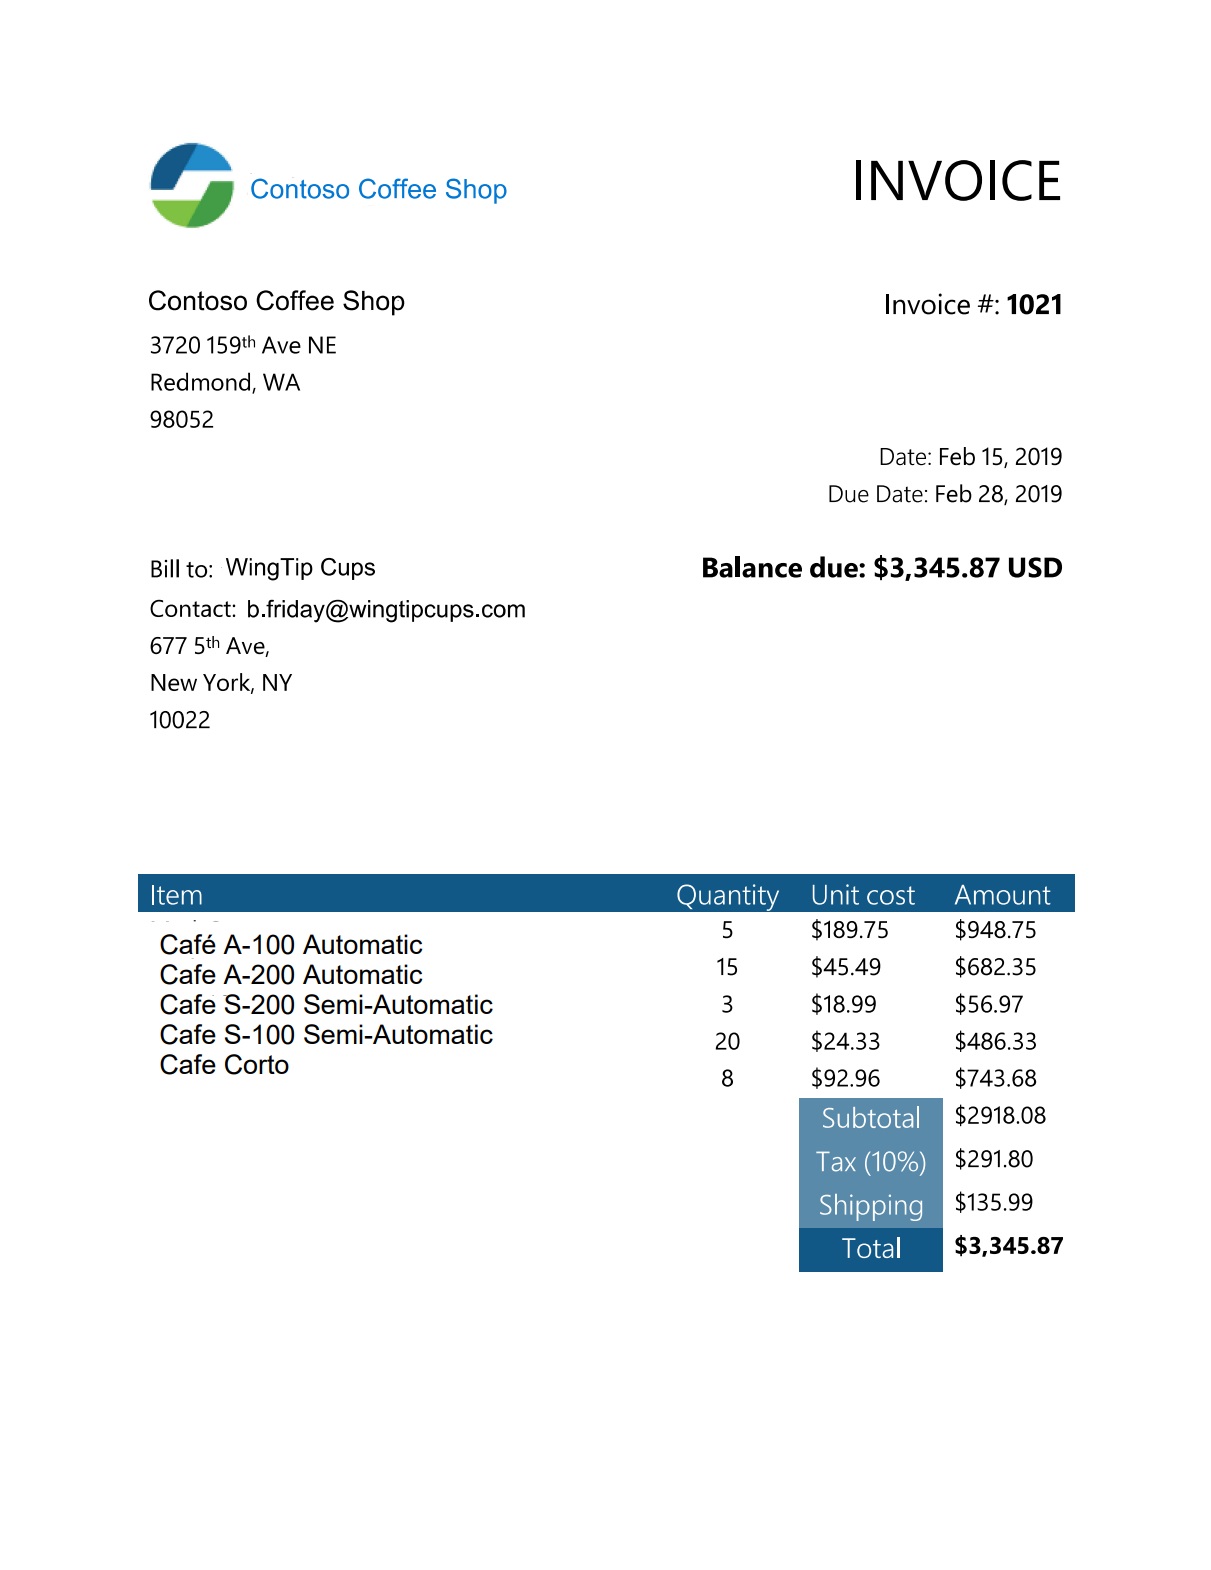 Contoso Coffee Shop
INVOICE
Contoso Coffee Shop
Invoice #: 1021
3720 159th Ave NE
Redmond, WA
98052
Date: Feb 15, 2019
Due Date: Feb 28, 2019
Bill to: WingTip Cups
Balance due: $3,345.87 USD
Contact: b.friday@wingtipcups.com
677 5th Ave,
New York, NY
10022
Item Quantity Unit cost Amount
Café A-100 Automatic 5 $189.75 $948.75
Cafe A-200 Automatic 15 $45.49 $682.35
Cafe S-200 Semi-Automatic 3 $18.99 $56.97
Cafe S-100 Semi-Automatic 20 $24.33 $486.33
Cafe Corto 8 $92.96 $743.68
Subtotal $2918.08
Tax (10%) $291.80
Shipping $135.99
Total $3,345.87